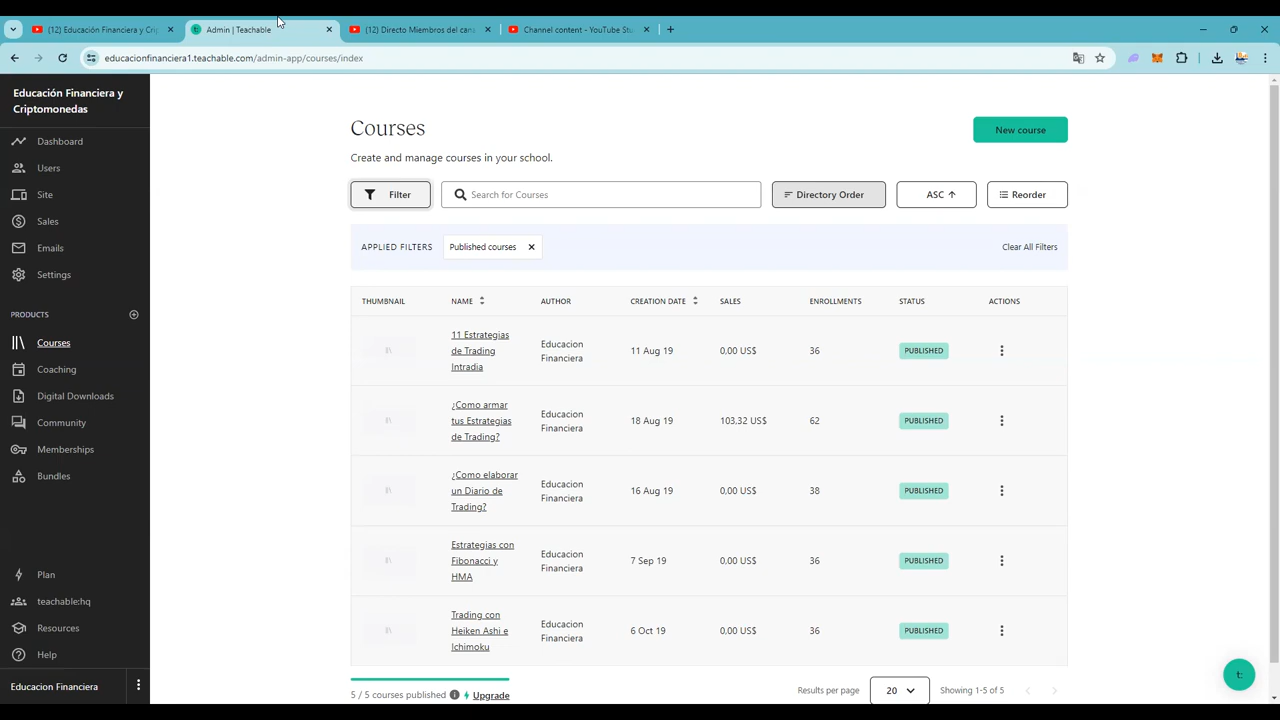 (12) Educación Financiera y Crip
Admin | Teachable
(12) Directo Miembros del cana
Channel content - YouTube Stu
educacionfinanciera1.teachable.com/admin-app/courses/index
Educación Financiera y
Criptomonedas
Dashboard
Users
Site
Sales
Emails
Settings
PRODUCTS
Courses
Coaching
Digital Downloads
Community
Memberships
Bundles
Plan
teachable:hq
Resources
Help
Educacion Financiera
Courses
New course
Create and manage courses in your school.
Filter
Search for Courses
Directory Order
ASC
Reorder
APPLIED FILTERS
Published courses
Clear All Filters
THUMBNAIL NAME AUTHOR CREATION DATE SALES ENROLLMENTS STATUS ACTIONS
11 Estrategias
de Trading
Intradia
Educacion
Financiera
11 Aug 19
0,00 US$
36
PUBLISHED
¿Como armar
tus Estrategias
de Trading?
Educacion
Financiera
18 Aug 19
103,32 US$
62
PUBLISHED
¿Como elaborar
un Diario de
Trading?
Educacion
Financiera
16 Aug 19
0,00 US$
38
PUBLISHED
Estrategias con
Fibonacci y
HMA
Educacion
Financiera
7 Sep 19
0,00 US$
36
PUBLISHED
Trading con
Heiken Ashi e
Ichimoku
Educacion
Financiera
6 Oct 19
0,00 US$
36
PUBLISHED
5 / 5 courses published
Upgrade
Results per page
20
Showing 1-5 of 5
t: